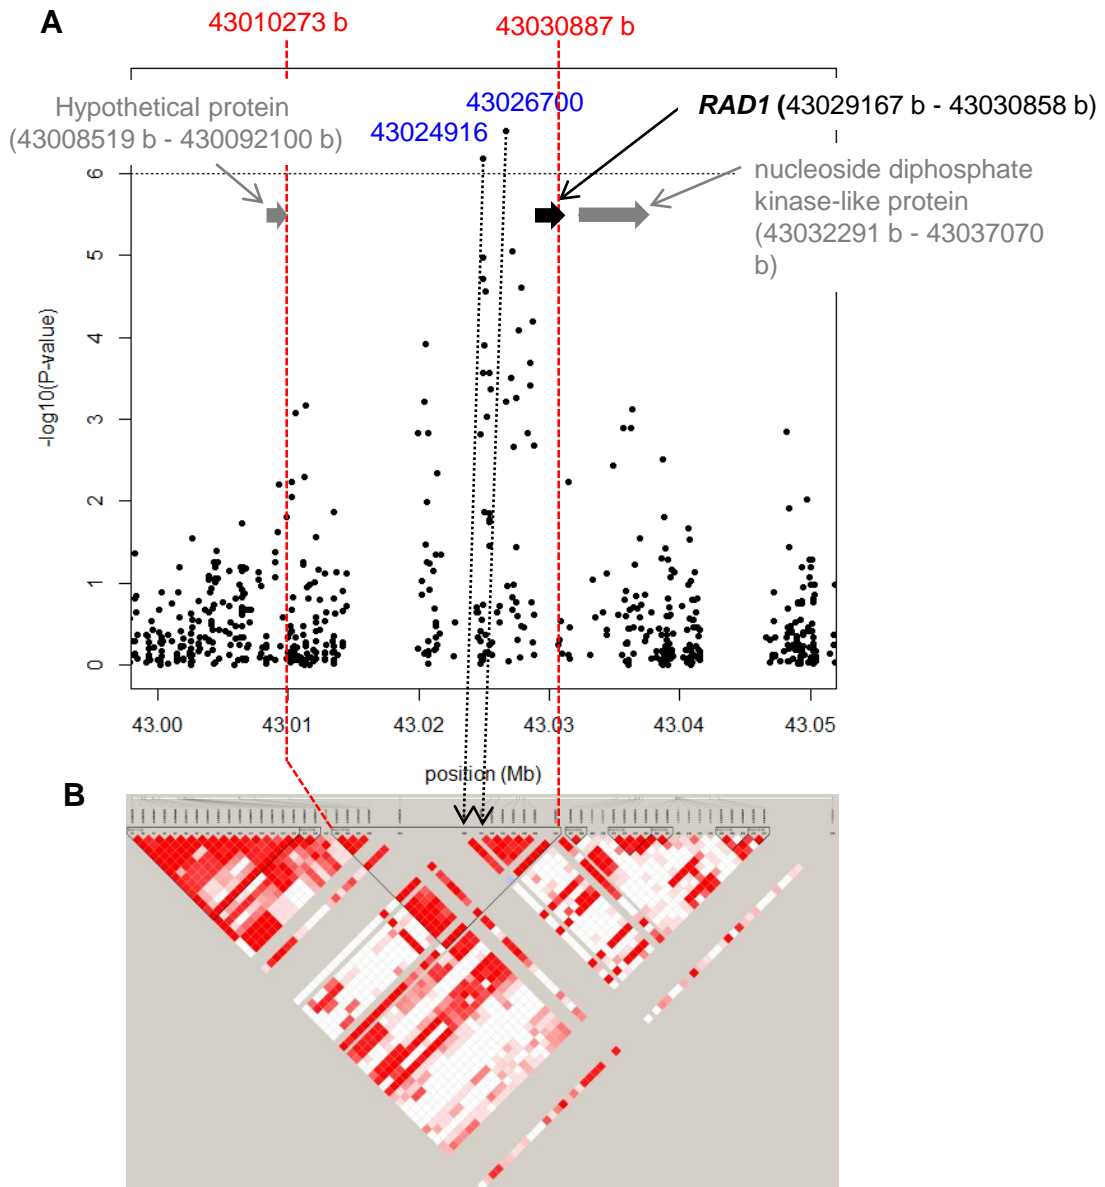 A
43010273 b
43030887 b
Hypothetical protein
(43008519 b - 430092100 b)
43026700
43024916
RAD1 (43029167 b - 43030858 b)
nucleoside diphosphate
kinase-like protein
(43032291 b - 43037070
b)
-log10(P-value)
6
5
4
3
2
1
0
43.00 43.01 43.02 43.03 43.04 43.05
position (Mb)
B